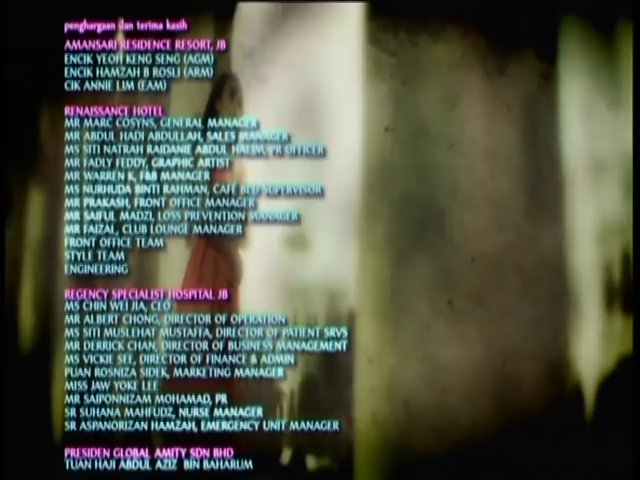 penghargaan dan terima kasih
AMANSARI RESIDENCE RESORT, JB
ENCIK YEOH KENG SENG (AGM)
ENCIK HAMZAH B ROSLI (ARM)
CIK ANNIE LIM (EAM)
RENAISSANCE HOTEL
MR MARC COSYNS, GENERAL MANAGER
MR ABDUL HADI ABDULLAH, SALES MANAGER
MS SITI NATRAH RAIDANIE ABDUL HALIM, PR OFFICER
MR FADLY FEDDY, GRAPHIC ARTIST
MR WARREN K, F&B MANAGER
MS NURHUDA BINTI RAHMAN, CAFÉ BLD SUPERVISOR
MR PRAKASH, FRONT OFFICE MANAGER
MR SAIFUL MADZI, LOSS PREVENTION MANAGER
MR FAIZAL, CLUB LOUNGE MANAGER
FRONT OFFICE TEAM
STYLE TEAM
ENGINEERING
REGENCY SPECIALIST HOSPITAL JB
MS CHIN WEI JIA, CEO
MR ALBERT CHONG, DIRECTOR OF OPERATION
MS SITI MUSLEHAT MUSTAFFA, DIRECTOR OF PATIENT SRVS
MR DERRICK CHAN, DIRECTOR OF BUSINESS MANAGEMENT
MS VICKIE SEE, DIRECTOR OF FINANCE & ADMIN
PUAN ROSNIZA SIDEK, MARKETING MANAGER
MISS JAW YOKE LEE
MR SAIPONNIZAM MOHAMAD, PR
SR SUHANA MAHFUDZ, NURSE MANAGER
SR ASPANORIZAN HAMZAH, EMERGENCY UNIT MANAGER
PRESIDEN GLOBAL AMITY SDN BHD
TUAN HAJI ABDUL AZIZ BIN BAHARUM